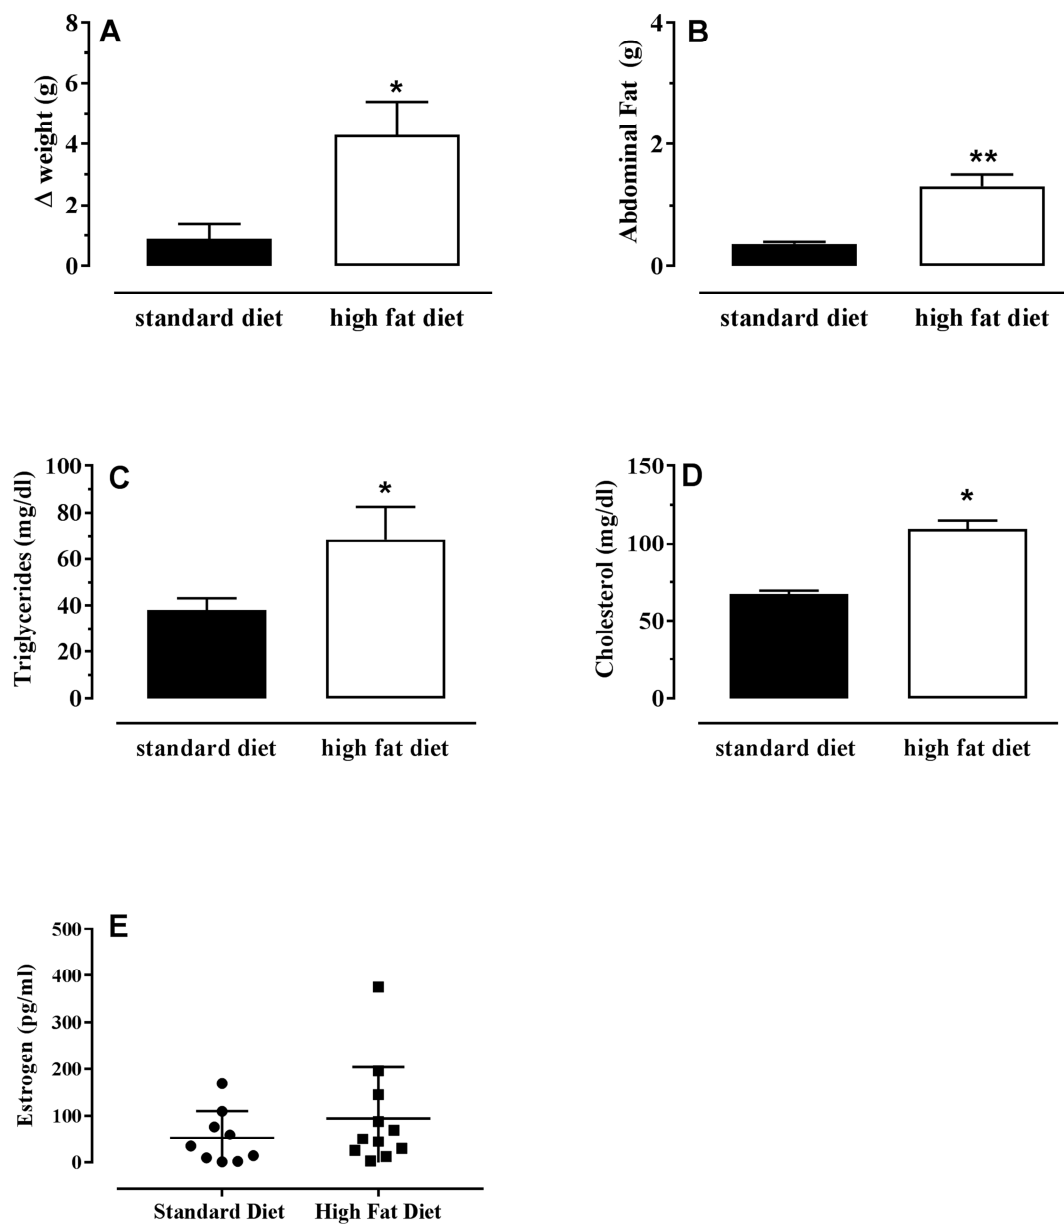 A
Δ weight (g)
8
6
4
2
0
*
standard diet
high fat diet
B
Abdominal Fat (g)
4
2
0
**
standard diet
high fat diet
C
Triglycerides (mg/dl)
100
80
60
40
20
0
*
standard diet
high fat diet
D
Cholesterol (mg/dl)
150
100
50
0
*
standard diet
high fat diet
E
Estrogen (pg/ml)
500
400
300
200
100
0
Standard Diet
High Fat Diet